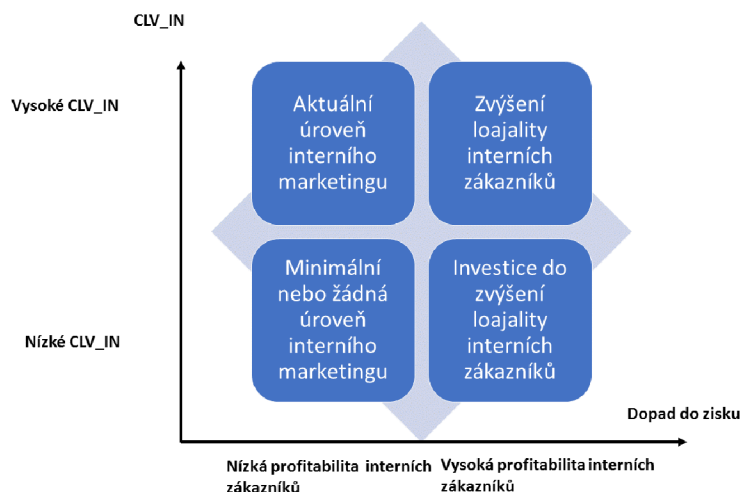 CLV_IN
Vysoké CLV_IN
Aktuální
úroveň
interního
marketingu
Zvýšení
loajality
interních
zákazníků
Nízké CLV_IN
Minimální
nebo žádná
úroveň
interního
marketingu
Investice do
zvýšení
loajality
interních
zákazníků
Dopad do zisku
Nízká profitabilita interních
zákazníků
Vysoká profitabilita interních
zákazníků